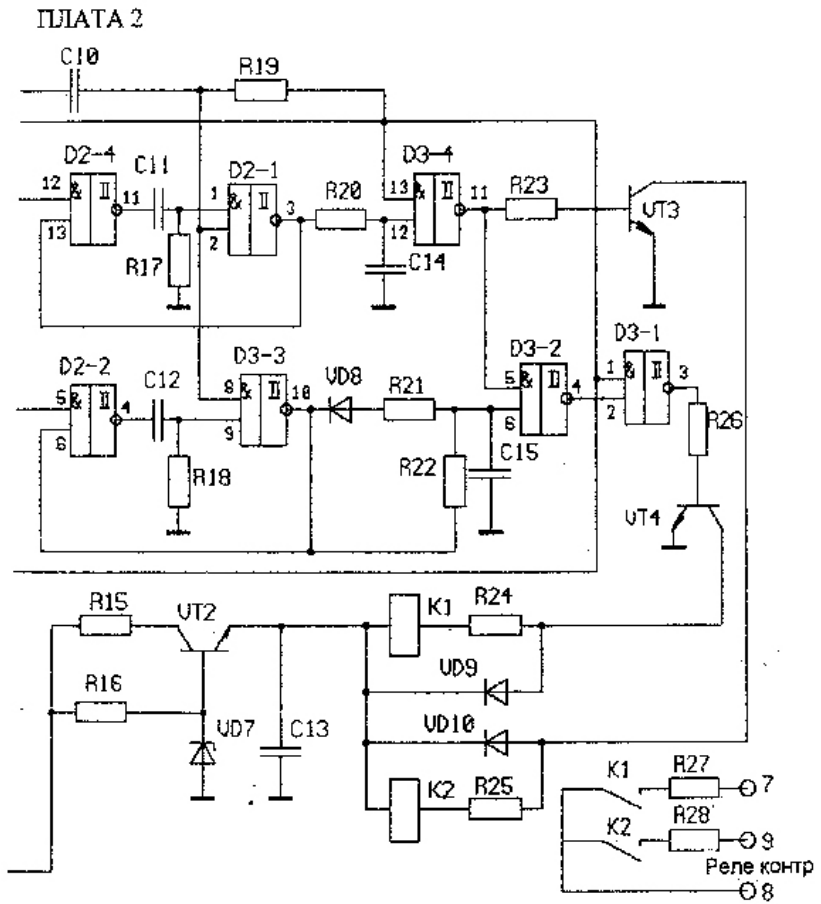 ПЛАТА 2
C10
R19
D2-4
C11
D2-1
D3-4
12
&
11
1
&
3
R20
13
&
11
R23
VT3
13
R17
2
12
C14
D3-1
D2-2
C12
D3-3
VD8
R21
D3-2
1
&
3
5
&
4
8
&
10
5
&
4
2
R26
6
9
6
R18
R22
C15
VT4
R15
VT2
K1
R24
R16
VD9
VD7
C13
VD10
K2
R25
K1
R27
7
K2
R28
9
Реле контр
8